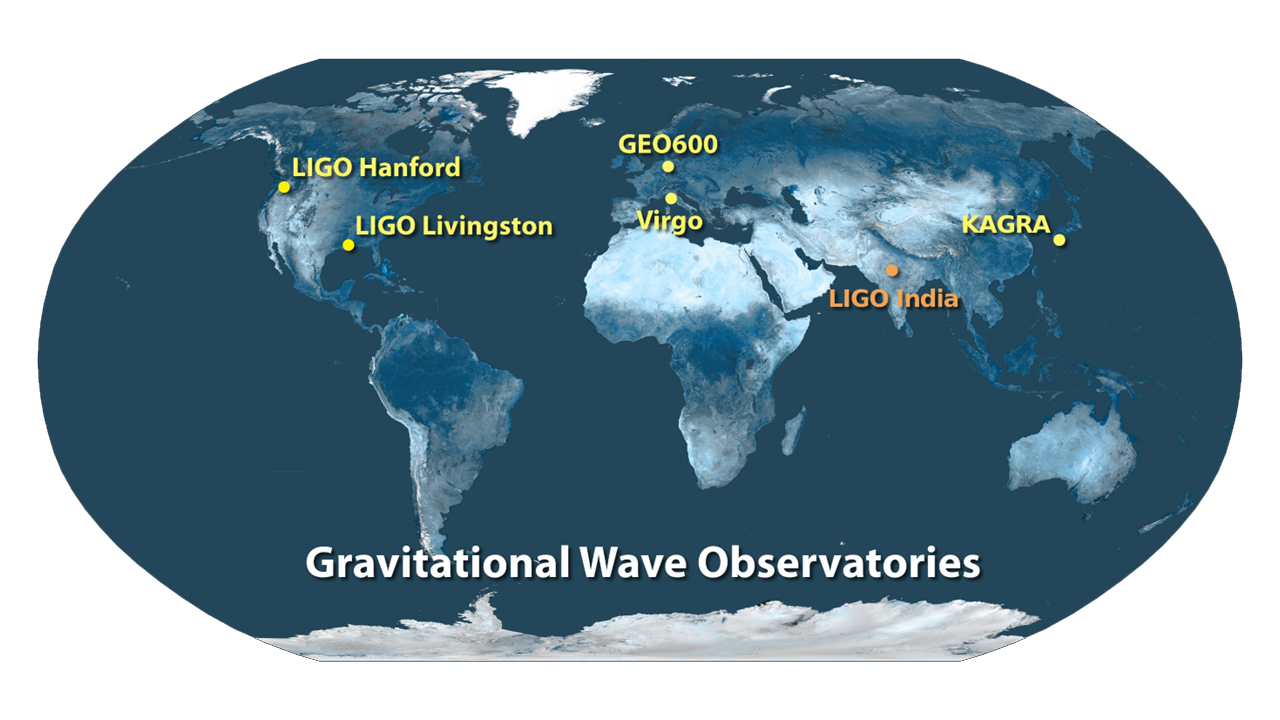 GEO600
LIGO Hanford
Virgo
LIGO Livingston
KAGRA
LIGO India
Gravitational Wave Observatories